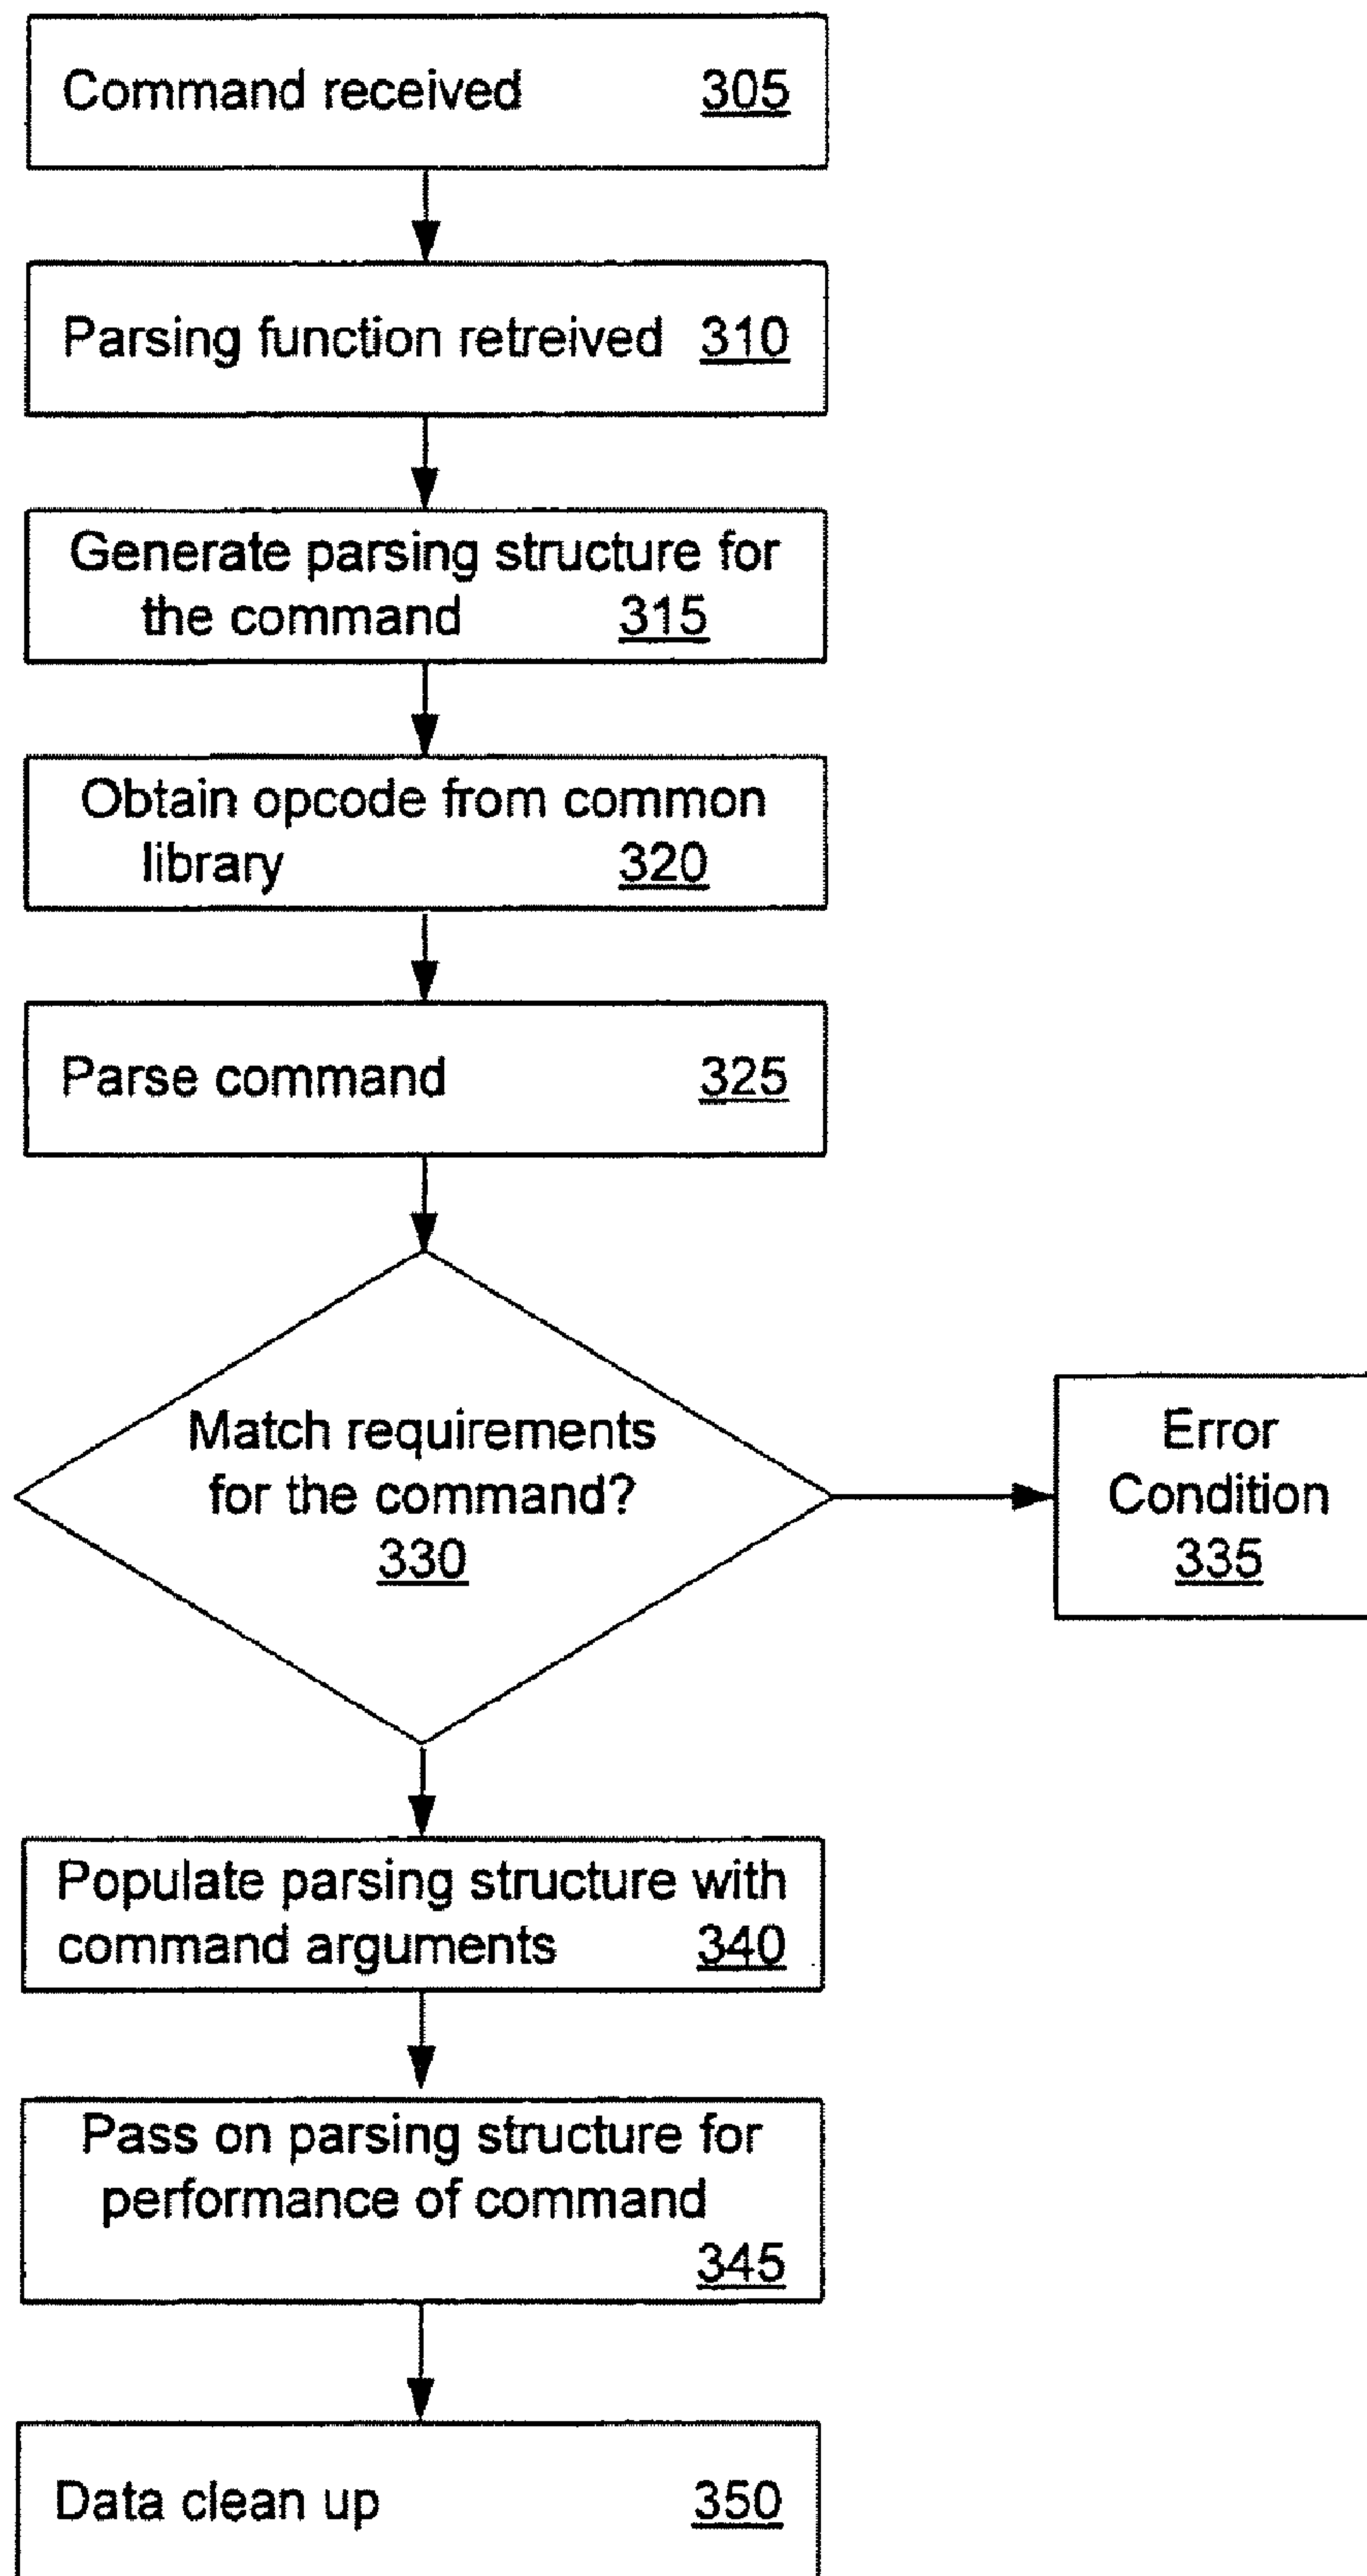 Command received 305
Parsing function retreived 310
Generate parsing structure for
the command 315
Obtain opcode from common
library 320
Parse command 325
Match requirements
for the command?
330
Error
Condition
335
Populate parsing structure with
command arguments 340
Pass on parsing structure for
performance of command
345
Data clean up 350